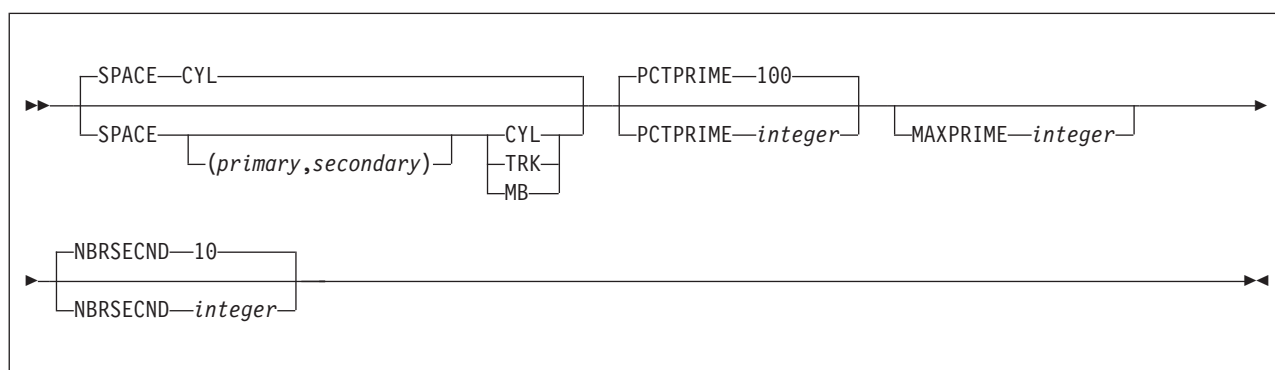 SPACE CYL PCTPRIME 100
SPACE (primary,secondary) CYL PCTPRIME integer MAXPRIME integer
TRK
MB
NBRSECND 10
NBRSECND integer